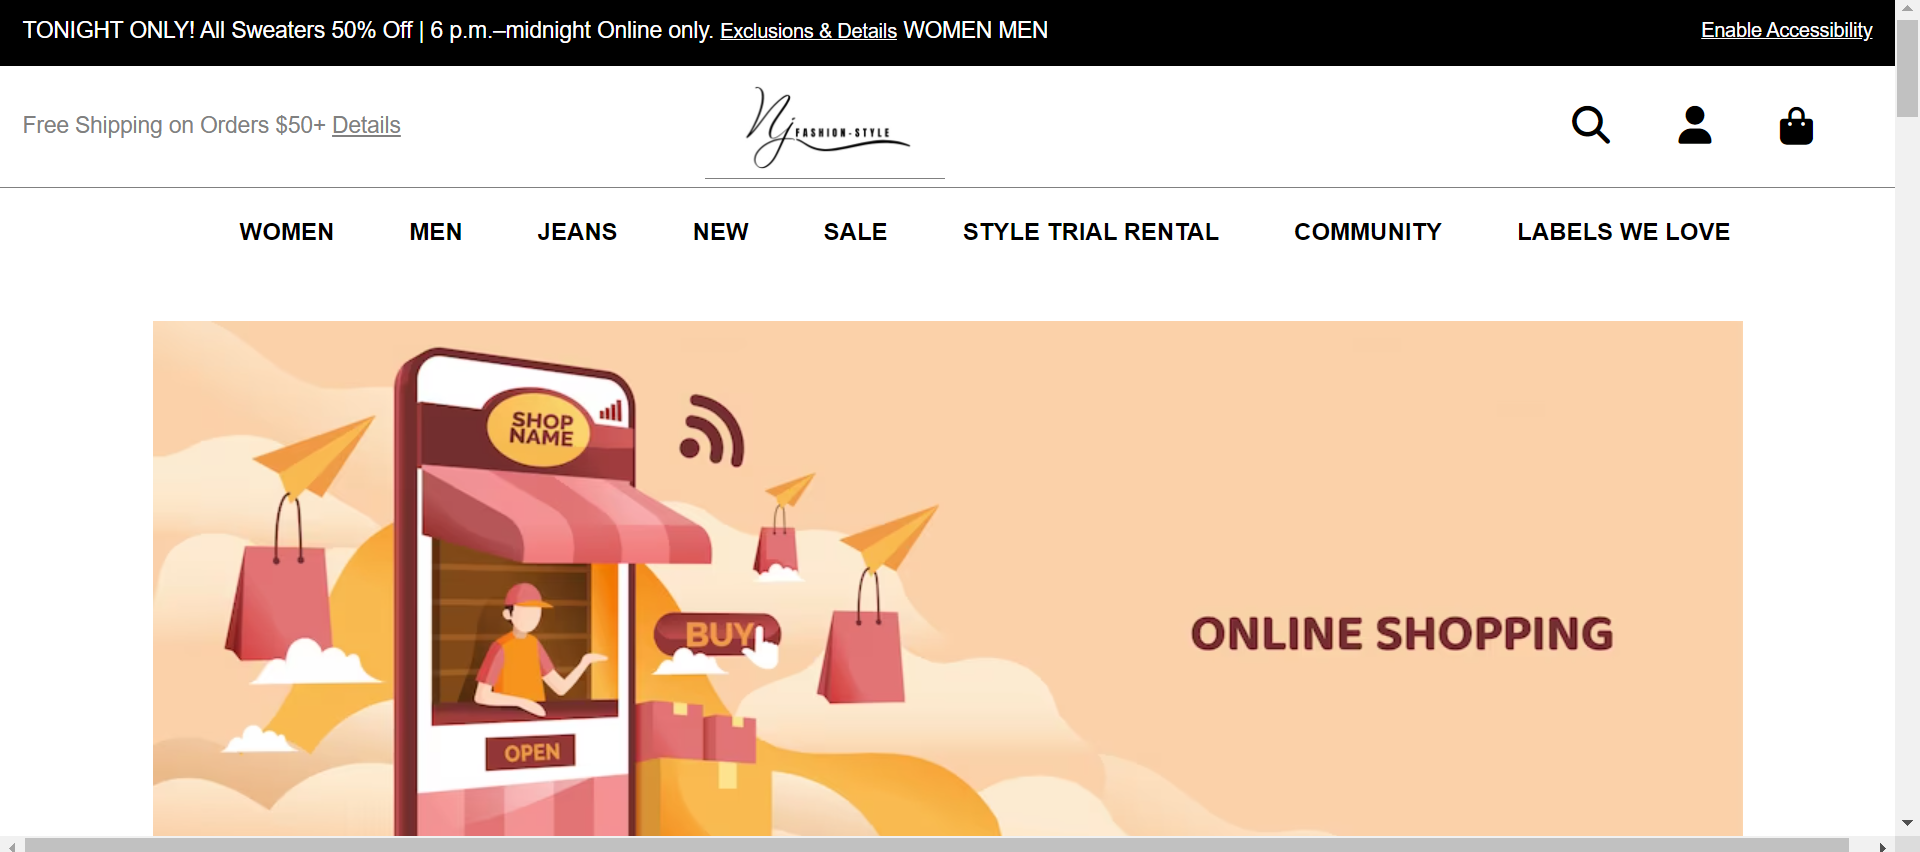 TONIGHT ONLY! All Sweaters 50% Off | 6 p.m.–midnight Online only. Exclusions & Details WOMEN MEN
Enable Accessibility
Free Shipping on Orders $50+ Details
Nj FASHION-STYLE
WOMEN MEN JEANS NEW SALE STYLE TRIAL RENTAL COMMUNITY LABELS WE LOVE
SHOP
NAME
BUY
ONLINE SHOPPING
OPEN